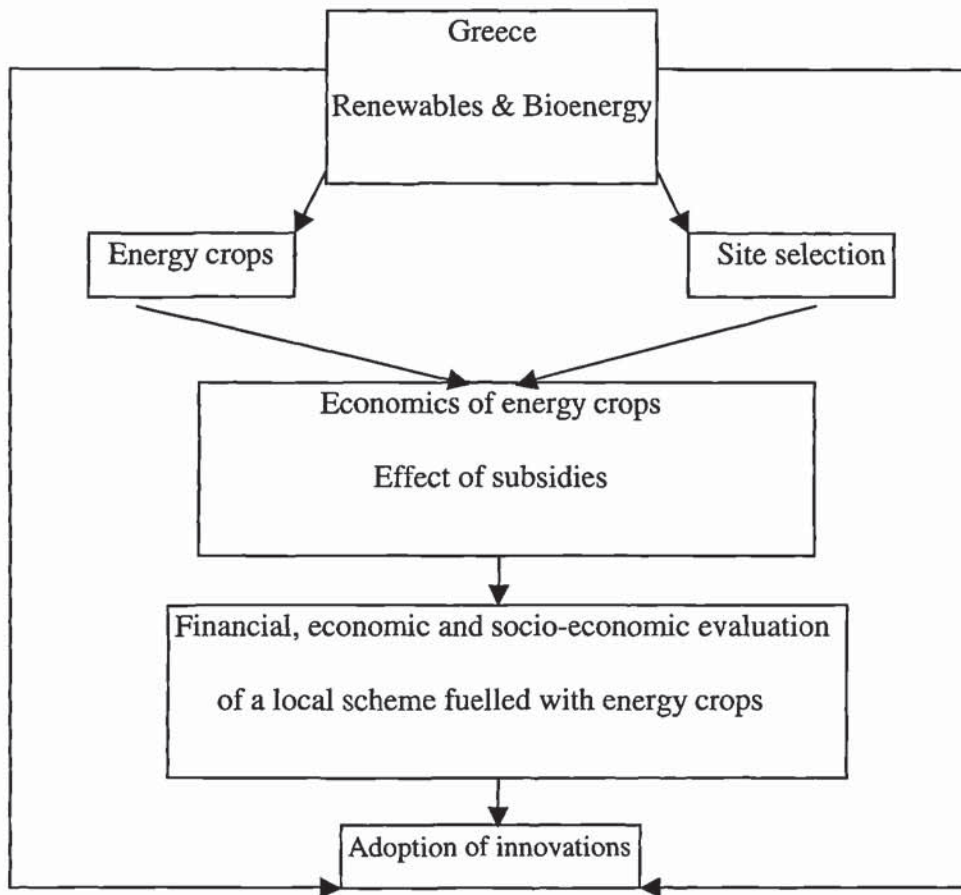 Greece
Renewables & Bioenergy
Energy crops
Site selection
Economics of energy crops
Effect of subsidies
Financial, economic and socio-economic evaluation
of a local scheme fuelled with energy crops
Adoption of innovations